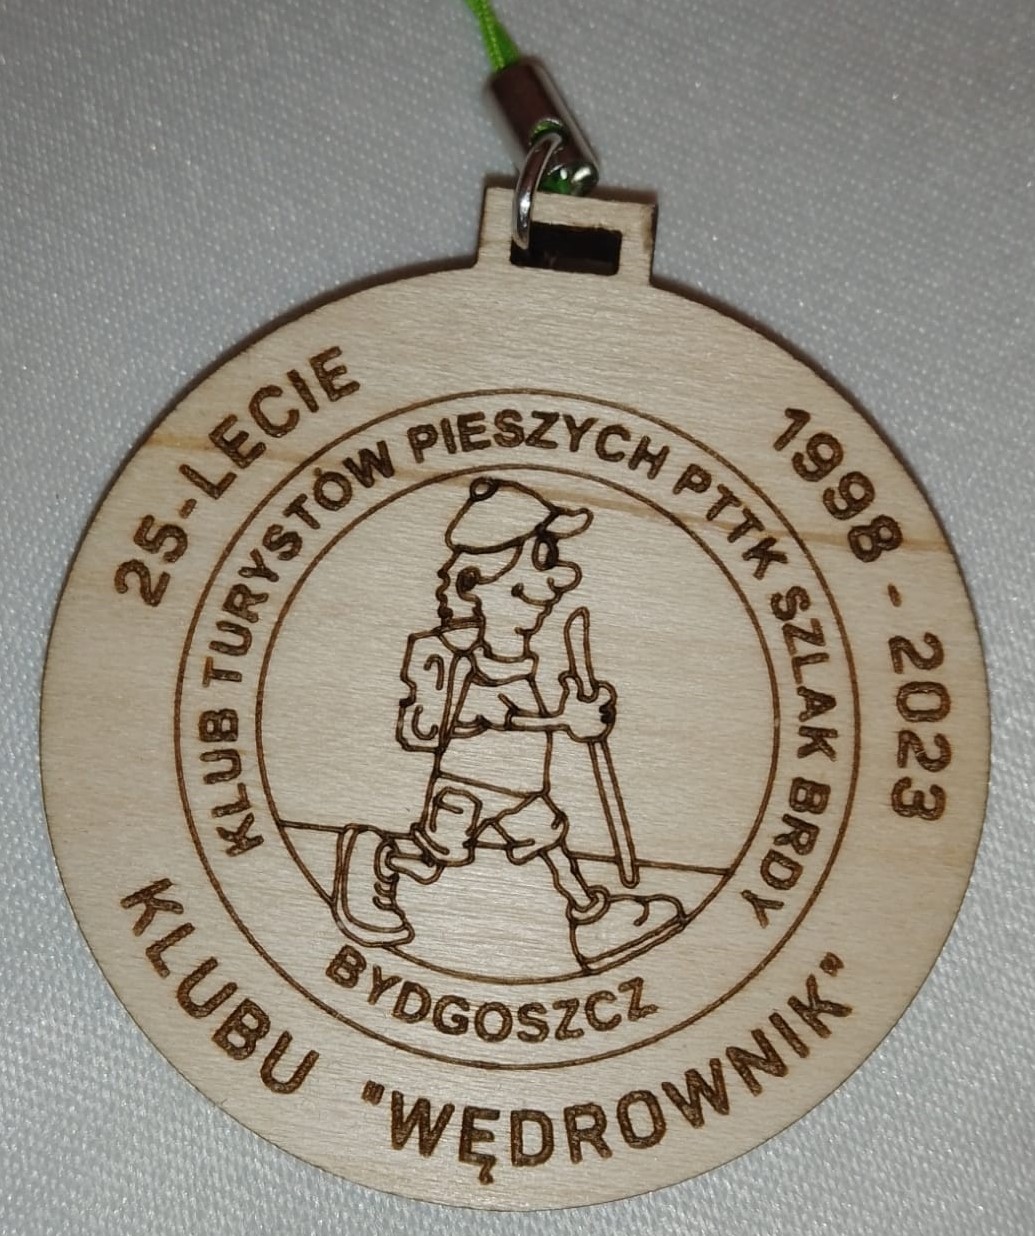 25-LECIE
1998 - 2023
KLUBU "WĘDROWNIK"
KLUB TURYSTÓW PIESZYCH PTTK SZLAK BRDY
BYDGOSZCZ